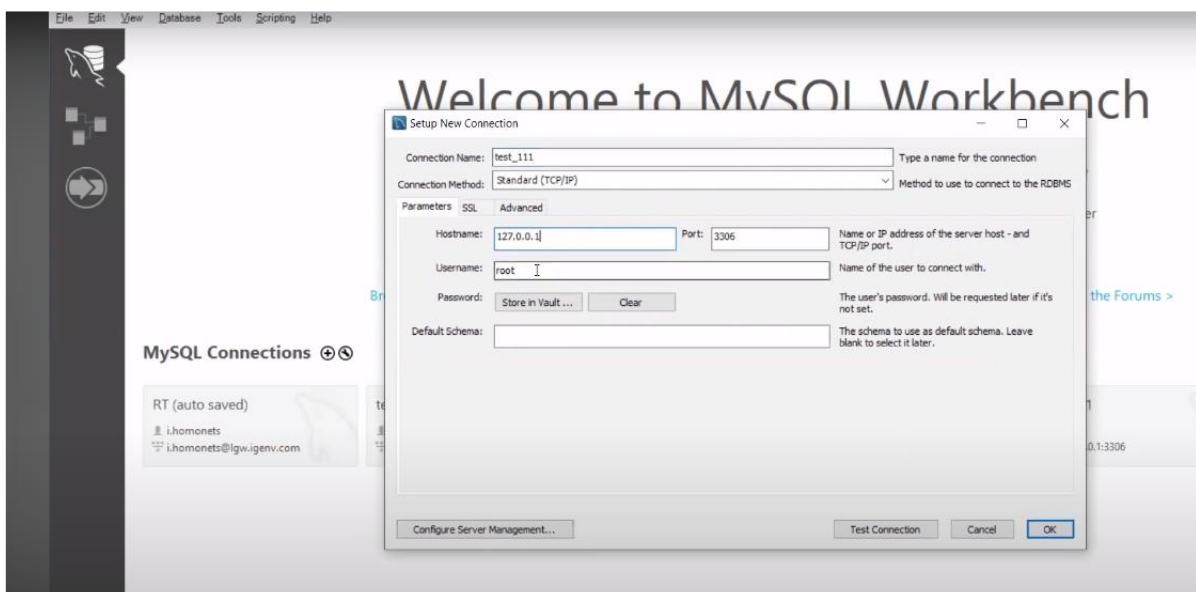 File Edit View Database Tools Scripting Help
Welcome to MySQL Workbench
Setup New Connection
Connection Name: test_111 Type a name for the connection
Connection Method: Standard (TCP/IP) Method to use to connect to the RDBMS
Parameters SSL Advanced
Hostname: 127.0.0.1 Port: 3306 Name or IP address of the server host - and
TCP/IP port.
Username: root Name of the user to connect with.
Password: Store in Vault ... Clear The user's password. Will be requested later if it's
not set.
Default Schema: The schema to use as default schema. Leave
blank to select it later.
the Forums >
MySQL Connections
RT (auto saved)
i.homonets
i.homonets@lgw.igenv.com
0.1:3306
Configure Server Management... Test Connection Cancel OK